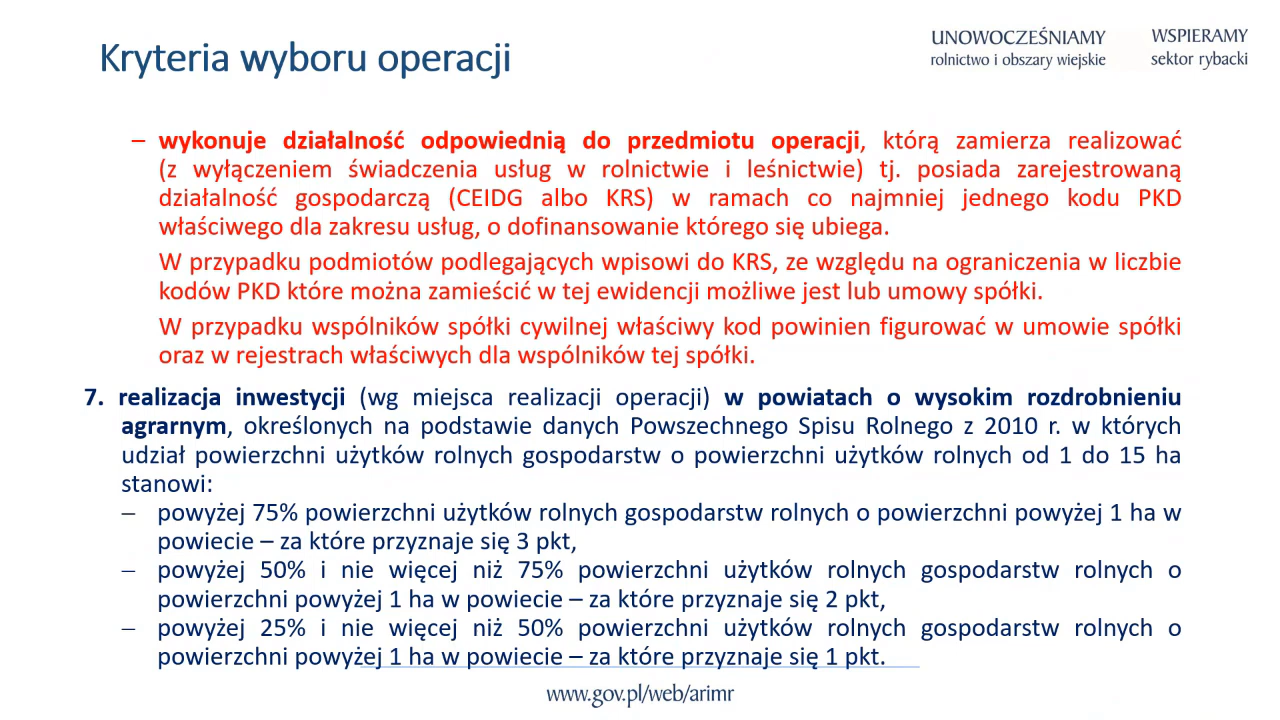 Kryteria wyboru operacji
UNOWOCZEŚNIAMY
rolnictwo i obszary wiejskie
WSPIERAMY
sektor rybacki
– wykonuje działalność odpowiednią do przedmiotu operacji, którą zamierza realizować
(z wyłączeniem świadczenia usług w rolnictwie i leśnictwie) tj. posiada zarejestrowaną
działalność gospodarczą (CEIDG albo KRS) w ramach co najmniej jednego kodu PKD
właściwego dla zakresu usług, o dofinansowanie którego się ubiega.
W przypadku podmiotów podlegających wpisowi do KRS, ze względu na ograniczenia w liczbie
kodów PKD które można zamieścić w tej ewidencji możliwe jest lub umowy spółki.
W przypadku wspólników spółki cywilnej właściwy kod powinien figurować w umowie spółki
oraz w rejestrach właściwych dla wspólników tej spółki.
7. realizacja inwestycji (wg miejsca realizacji operacji) w powiatach o wysokim rozdrobnieniu
agrarnym, określonych na podstawie danych Powszechnego Spisu Rolnego z 2010 r. w których
udział powierzchni użytków rolnych gospodarstw o powierzchni użytków rolnych od 1 do 15 ha
stanowi:
– powyżej 75% powierzchni użytków rolnych gospodarstw rolnych o powierzchni powyżej 1 ha w
powiecie – za które przyznaje się 3 pkt,
– powyżej 50% i nie więcej niż 75% powierzchni użytków rolnych gospodarstw rolnych o
powierzchni powyżej 1 ha w powiecie – za które przyznaje się 2 pkt,
– powyżej 25% i nie więcej niż 50% powierzchni użytków rolnych gospodarstw rolnych o
powierzchni powyżej 1 ha w powiecie – za które przyznaje się 1 pkt.
www.gov.pl/web/arimr